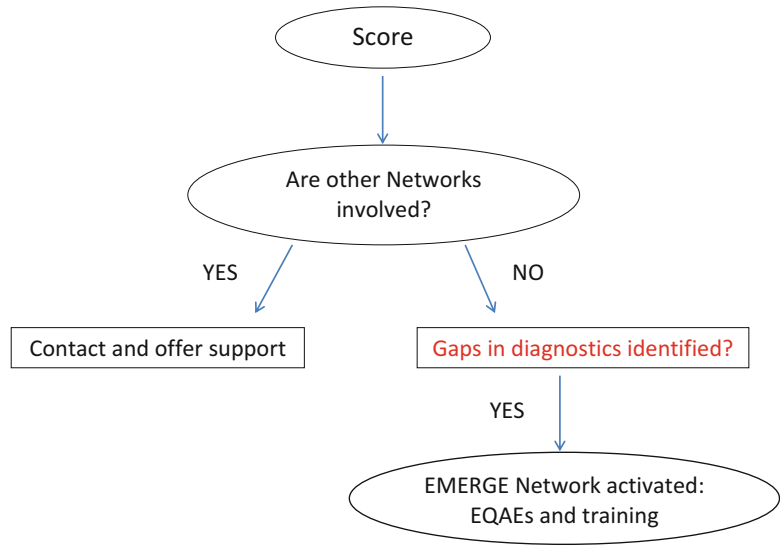 Score
Are other Networks
involved?
YES
NO
Contact and offer support
Gaps in diagnostics identified?
YES
EMERGE Network activated:
EQAEs and training